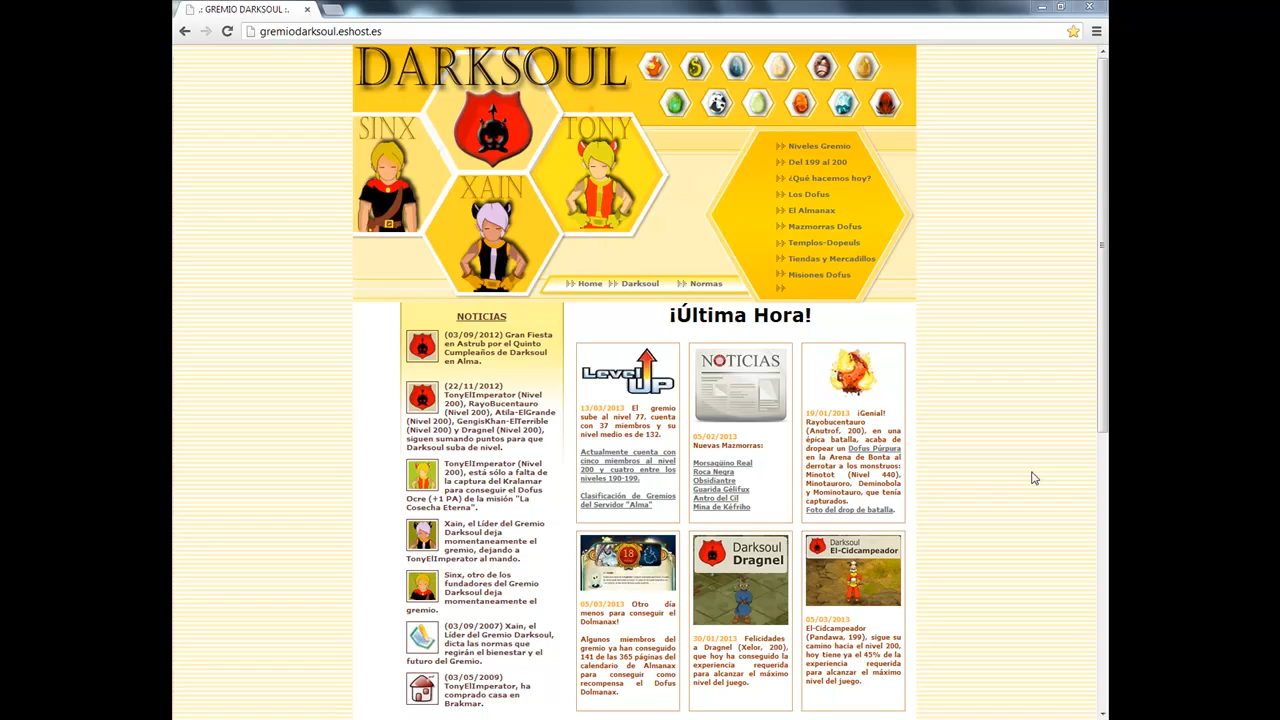 .: GREMIO DARKSOUL :.
gremiodarksoul.eshost.es
DARKSOUL
SINX
TONY
XAIN
Niveles Gremio
Del 199 al 200
¿Qué hacemos hoy?
Los Dofus
El Almanax
Mazmorras Dofus
Templos-Dopeuls
Tiendas y Mercadillos
Misiones Dofus
Home
Darksoul
Normas
NOTICIAS
(03/09/2012) Gran Fiesta
en Astrub por el Quinto
Cumpleaños de Darksoul
en Alma.
(22/11/2012)
TonyElImperator (Nivel
200), RayoBucentauro
(Nivel 200), Atila-ElGrande
(Nivel 200), GengisKhan-ElTerrible
(Nivel 200) y Dragnel (Nivel 200),
siguen sumando puntos para que
Darksoul suba de nivel.
TonyElImperator (Nivel
200), está sólo a falta de
la captura del Kralamar
para conseguir el Dofus
Ocre (+1 PA) de la misión "La
Cosecha Eterna".
Xain, el Líder del Gremio
Darksoul deja
momentaneamente el
gremio, dejando a
TonyElImperator al mando.
Sinx, otro de los
fundadores del Gremio
Darksoul deja
momentaneamente el
gremio.
(03/09/2007) Xain, el
Líder del Gremio Darksoul,
dicta las normas que
regirán el bienestar y el
futuro del Gremio.
(03/05/2009)
TonyElImperator, ha
comprado casa en
Brakmar.
¡Última Hora!
Level UP
13/03/2013 El gremio
sube al nivel 77, cuenta
con 37 miembros y su
nivel medio es de 132.
Actualmente cuenta con
cinco miembros al nivel
200 y cuatro entre los
niveles 190-199.
Clasificación de Gremios
del Servidor "Alma"
NOTICIAS
05/02/2013
Nuevas Mazmorras:
Morsagüino Real
Roca Negra
Obsidiantre
Guarida Gélifux
Antro del Cil
Mina de Kéfriho
19/01/2013 ¡Genial!
Rayobucentauro
(Anutrof, 200), en una
épica batalla, acaba de
dropear un Dofus Púrpura
en la Arena de Bonta al
derrotar a los monstruos:
Minotot (Nivel 440),
Minotauroro, Deminobola
y Mominotauro, que tenía
capturados.
Foto del drop de batalla.
18
05/03/2013 Otro día
menos para conseguir el
Dolmanax!
Algunos miembros del
gremio ya han conseguido
141 de las 365 páginas del
calendario de Almanax
para conseguir como
recompensa el Dofus
Dolmanax.
Darksoul
Dragnel
30/01/2013 Felicidades
a Dragnel (Xelor, 200),
que hoy ha conseguido la
experiencia requerida
para alcanzar el máximo
nivel del juego.
Darksoul
El-Cidcampeador
05/03/2013
El-Cidcampeador
(Pandawa, 199), sigue su
camino hacia el nivel 200,
hoy tiene ya el 45% de la
experiencia requerida
para alcanzar el máximo
nivel del juego.